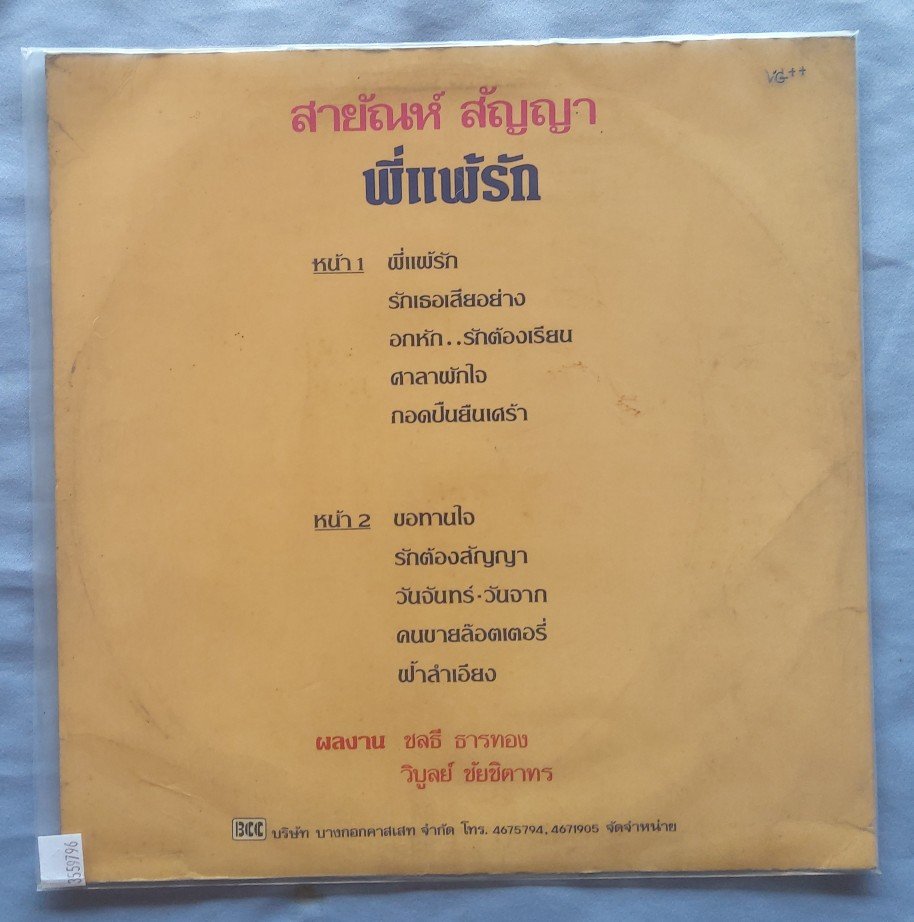 VG++
สายัณห์ สัญญา
พี่แพ้รัก
หน้า 1 พี่แพ้รัก
รักเธอเสียอย่าง
อกหัก..รักต้องเรียน
ศาลาพักใจ
กอดปืนยืนเศร้า
หน้า 2 ขอทานใจ
รักต้องสัญญา
วันจันทร์·วันจาก
คนขายล๊อตเตอรี่
ฟ้าลำเอียง
ผลงาน ชลธี ธารทอง
วิบูลย์ ชัยชิตาทร
BCC บริษัท บางกอกคาสเสท จำกัด โทร. 4675794, 4671905 จัดจำหน่าย
3559796